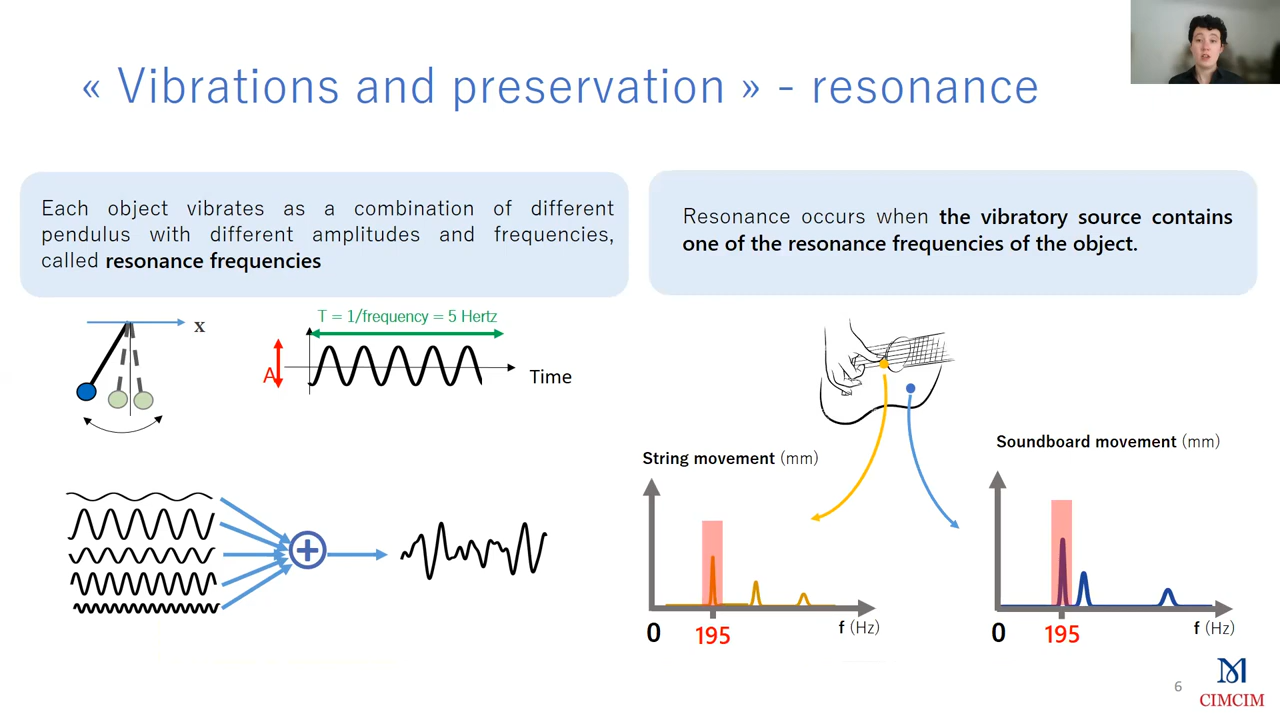 « Vibrations and preservation » - resonance
Each object vibrates as a combination of different
pendulus with different amplitudes and frequencies,
called resonance frequencies
Resonance occurs when the vibratory source contains
one of the resonance frequencies of the object.
x
T = 1/frequency = 5 Hertz
A
Time
String movement (mm)
0
195
f (Hz)
Soundboard movement (mm)
0
195
f (Hz)
6
CIMCIM